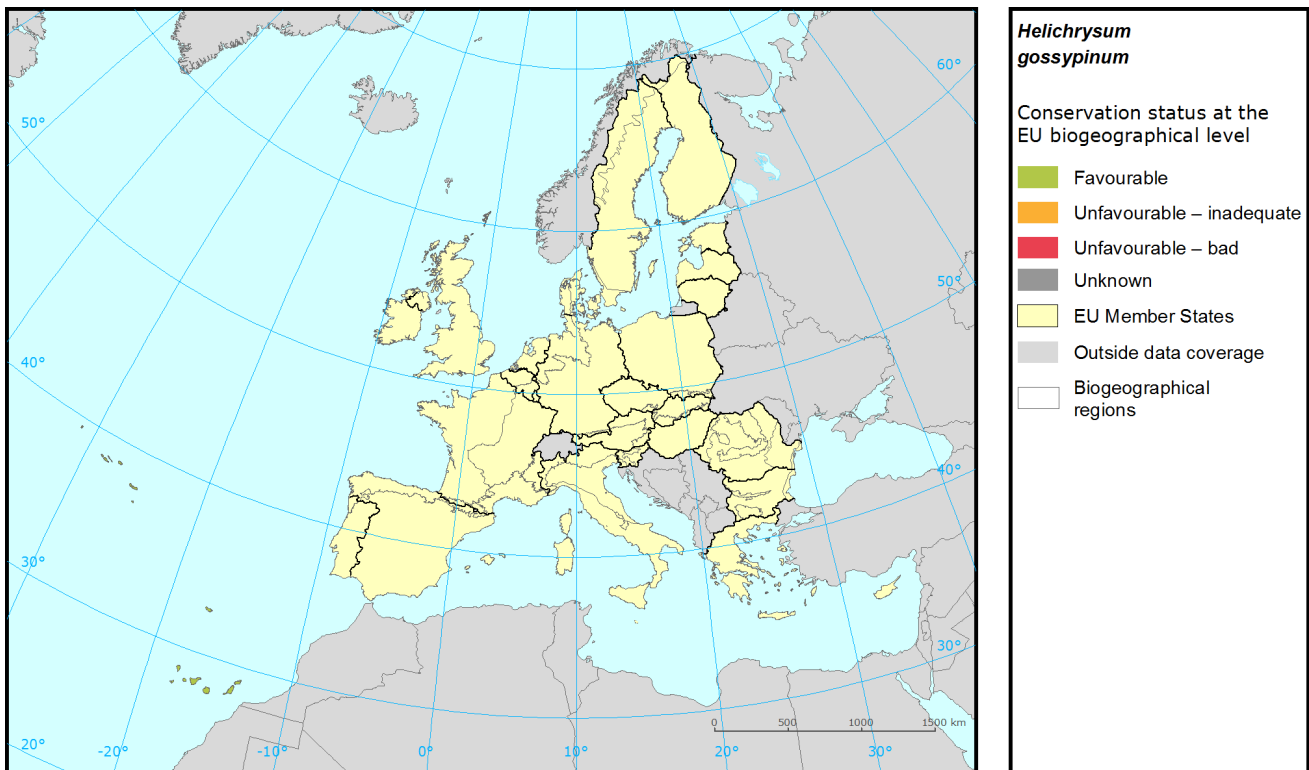 Helichrysum
gossypinum
Conservation status at the
EU biogeographical level
Favourable
Unfavourable – inadequate
Unfavourable – bad
Unknown
EU Member States
Outside data coverage
Biogeographical
regions
60°
50°
50°
40°
40°
30°
30°
20°
-20°
-10°
0°
10°
20°
30°
0 500 1000 1500 km